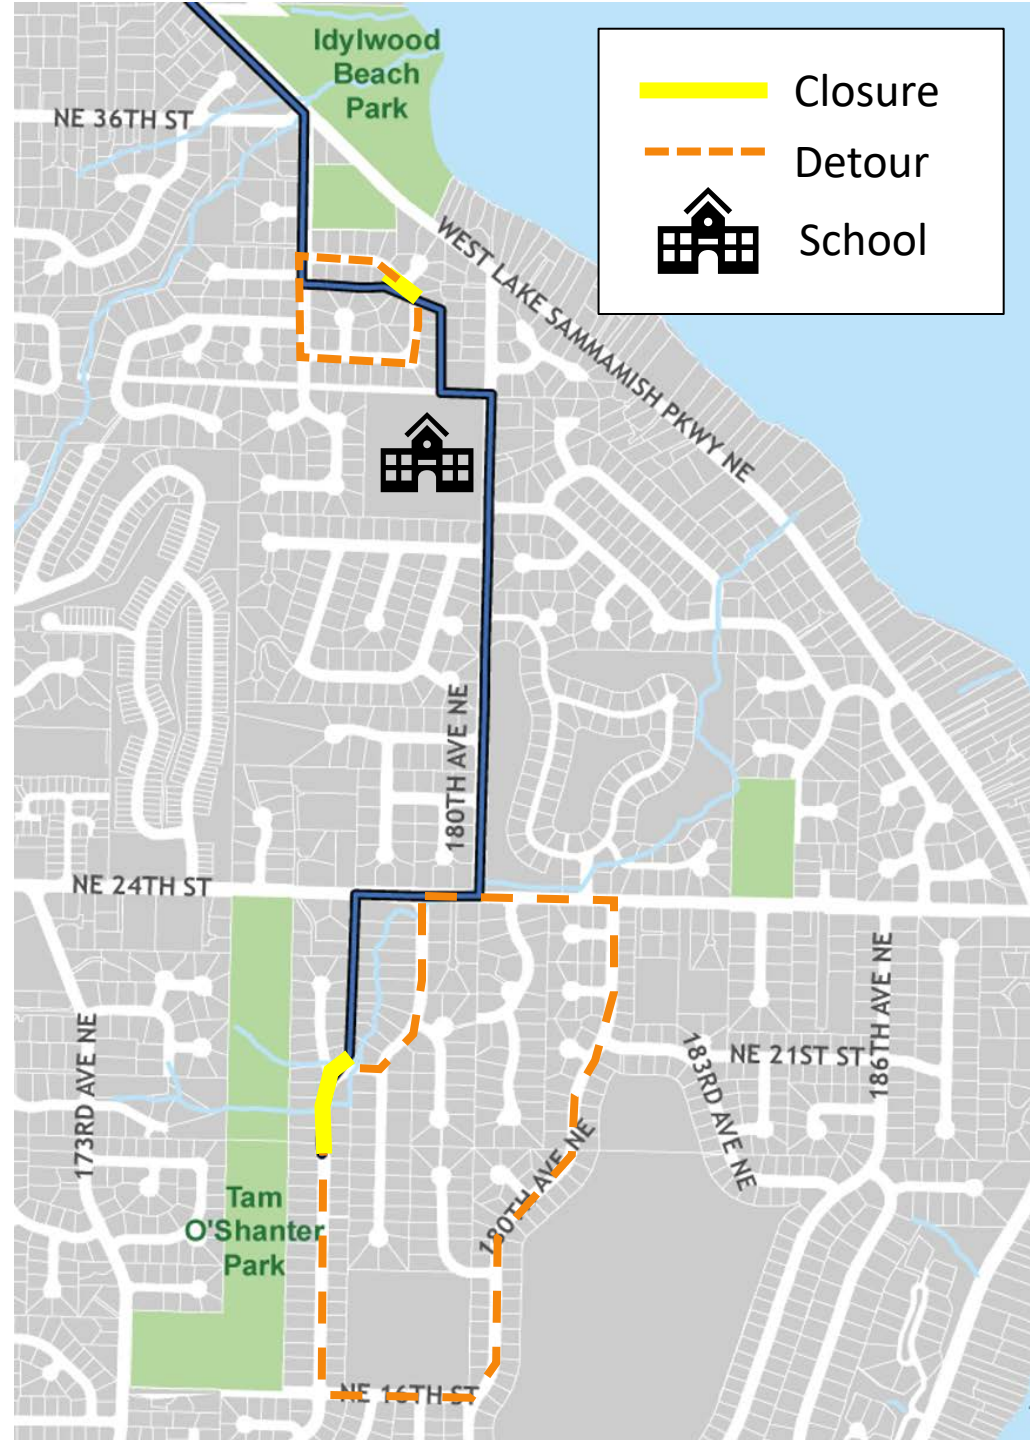 Idylwood
Beach
Park
Closure
Detour
School
NE 36TH ST
WEST LAKE SAMMAMISH PKWY NE
180TH AVE NE
NE 24TH ST
173RD AVE NE
186TH AVE NE
NE 21ST ST
183RD AVE NE
180TH AVE NE
Tam
O'Shanter
Park
NE 16TH ST